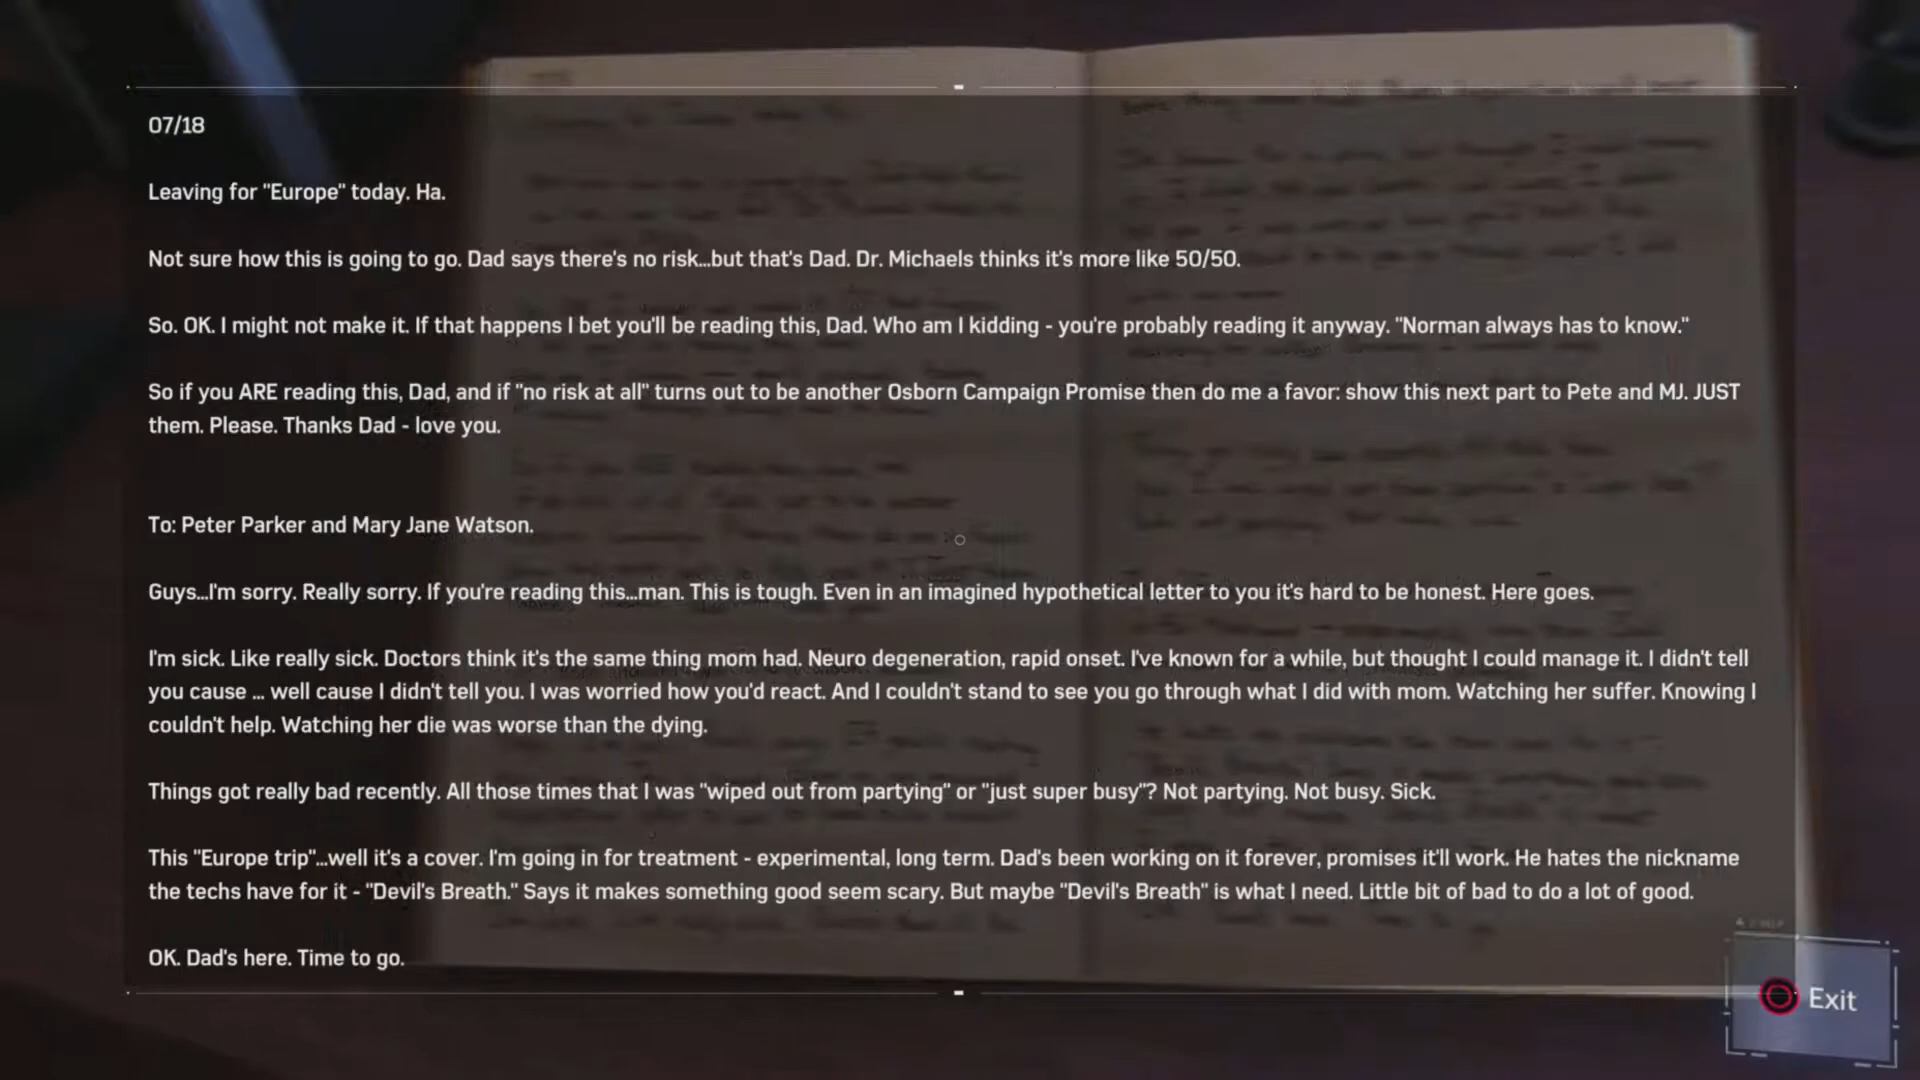 07/18
Leaving for "Europe" today. Ha.
Not sure how this is going to go. Dad says there's no risk...but that's Dad. Dr. Michaels thinks it's more like 50/50.
So. OK. I might not make it. If that happens I bet you'll be reading this, Dad. Who am I kidding - you're probably reading it anyway. "Norman always has to know."
So if you ARE reading this, Dad, and if "no risk at all" turns out to be another Osborn Campaign Promise then do me a favor: show this next part to Pete and MJ. JUST
them. Please. Thanks Dad - love you.
To: Peter Parker and Mary Jane Watson.
Guys...I'm sorry. Really sorry. If you're reading this...man. This is tough. Even in an imagined hypothetical letter to you it's hard to be honest. Here goes.
I'm sick. Like really sick. Doctors think it's the same thing mom had. Neuro degeneration, rapid onset. I've known for a while, but thought I could manage it. I didn't tell
you cause ... well cause I didn't tell you. I was worried how you'd react. And I couldn't stand to see you go through what I did with mom. Watching her suffer. Knowing I
couldn't help. Watching her die was worse than the dying.
Things got really bad recently. All those times that I was "wiped out from partying" or "just super busy"? Not partying. Not busy. Sick.
This "Europe trip"...well it's a cover. I'm going in for treatment - experimental, long term. Dad's been working on it forever, promises it'll work. He hates the nickname
the techs have for it - "Devil's Breath." Says it makes something good seem scary. But maybe "Devil's Breath" is what I need. Little bit of bad to do a lot of good.
OK. Dad's here. Time to go.
Exit